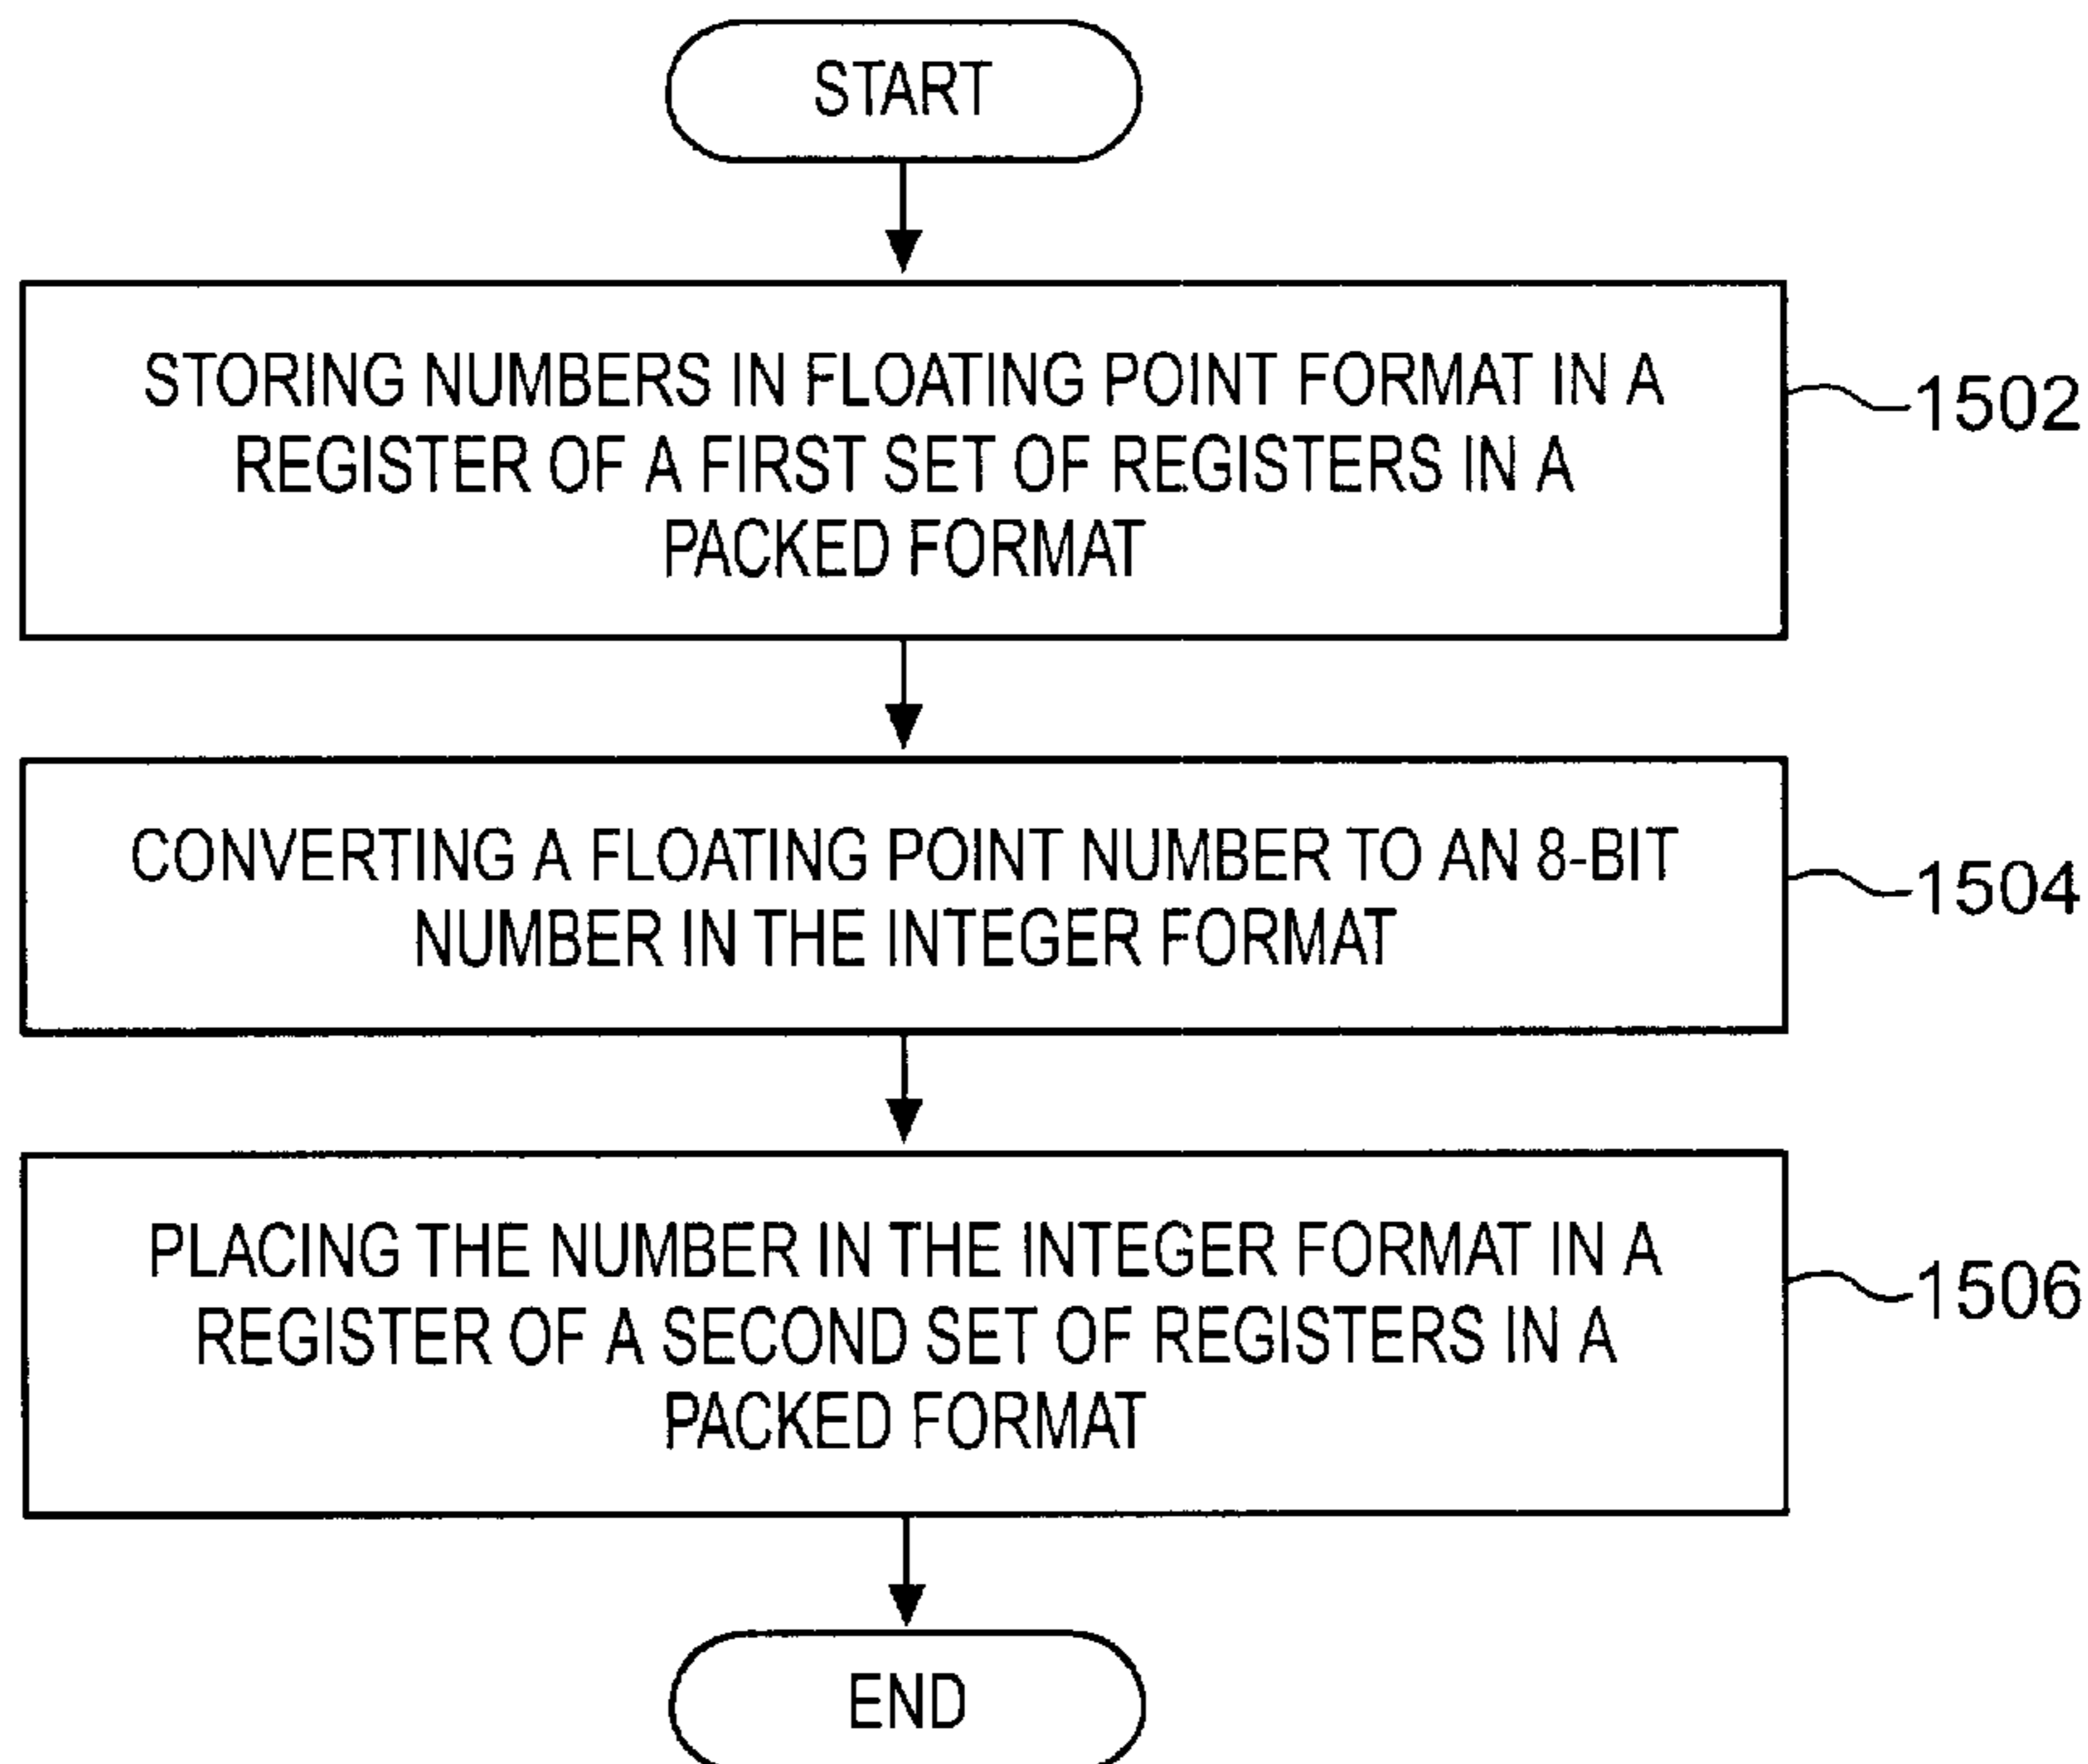 START
STORING NUMBERS IN FLOATING POINT FORMAT IN A
REGISTER OF A FIRST SET OF REGISTERS IN A
PACKED FORMAT
1502
CONVERTING A FLOATING POINT NUMBER TO AN 8-BIT
NUMBER IN THE INTEGER FORMAT
1504
PLACING THE NUMBER IN THE INTEGER FORMAT IN A
REGISTER OF A SECOND SET OF REGISTERS IN A
PACKED FORMAT
1506
END